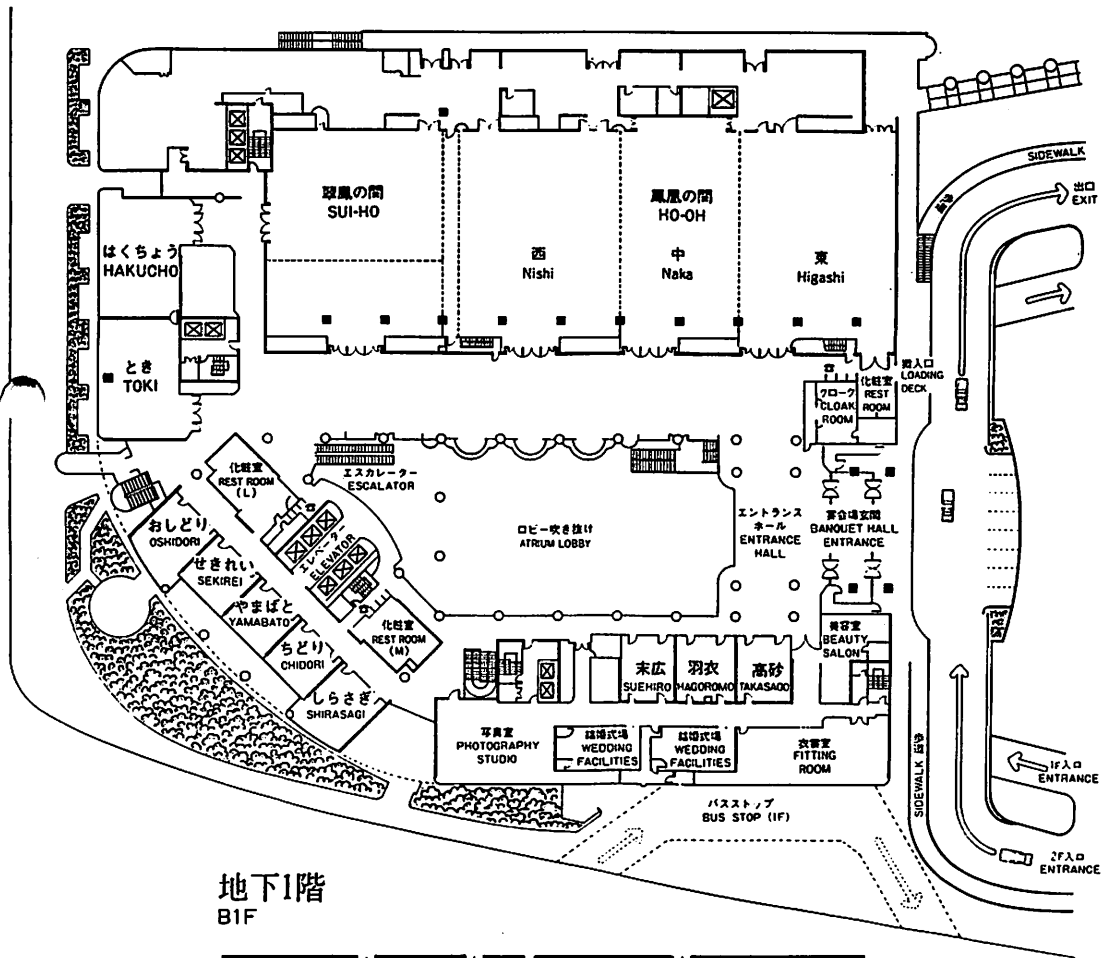 SIDEWALK
歩道
出口
EXIT
翠鳳の間
SUI-HO
鳳凰の間
HO-OH
はくちょう
HAKUCHO
西
Nishi
中
Naka
東
Higashi
とき
TOKI
搬入口
LOADING
DECK
クローク
CLOAK
ROOM
化粧室
REST
ROOM
化粧室
REST ROOM
(L)
エスカレーター
ESCALATOR
エレベーター
ELEVATOR
ロビー吹き抜け
ATRIUM LOBBY
エントランス
ホール
ENTRANCE
HALL
宴会場玄関
BANQUET HALL
ENTRANCE
おしどり
OSHIDORI
せきれい
SEKIREI
やまばと
YAMABATO
ちどり
CHIDORI
しらさぎ
SHIRASAGI
化粧室
REST ROOM
(M)
末広
SUEHIRO
羽衣
HAGOROMO
高砂
TAKASAGO
美容室
BEAUTY
SALON
写真室
PHOTOGRAPHY
STUDIO
結婚式場
WEDDING
FACILITIES
結婚式場
WEDDING
FACILITIES
衣裳室
FITTING
ROOM
歩道
SIDEWALK
1F入口
ENTRANCE
バスストップ
BUS STOP (1F)
2F入口
ENTRANCE
地下1階
B1F